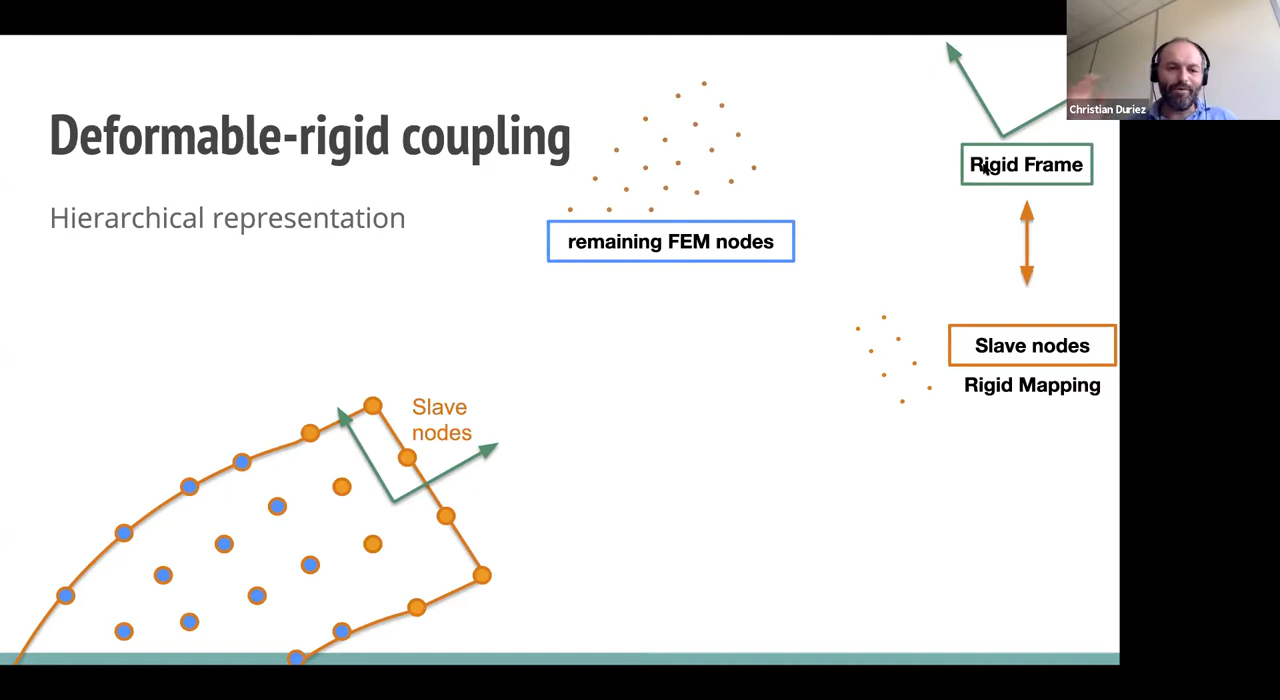 Deformable-rigid coupling
Hierarchical representation
remaining FEM nodes
Christian Duriez
Rigid Frame
Slave nodes
Rigid Mapping
Slave
nodes